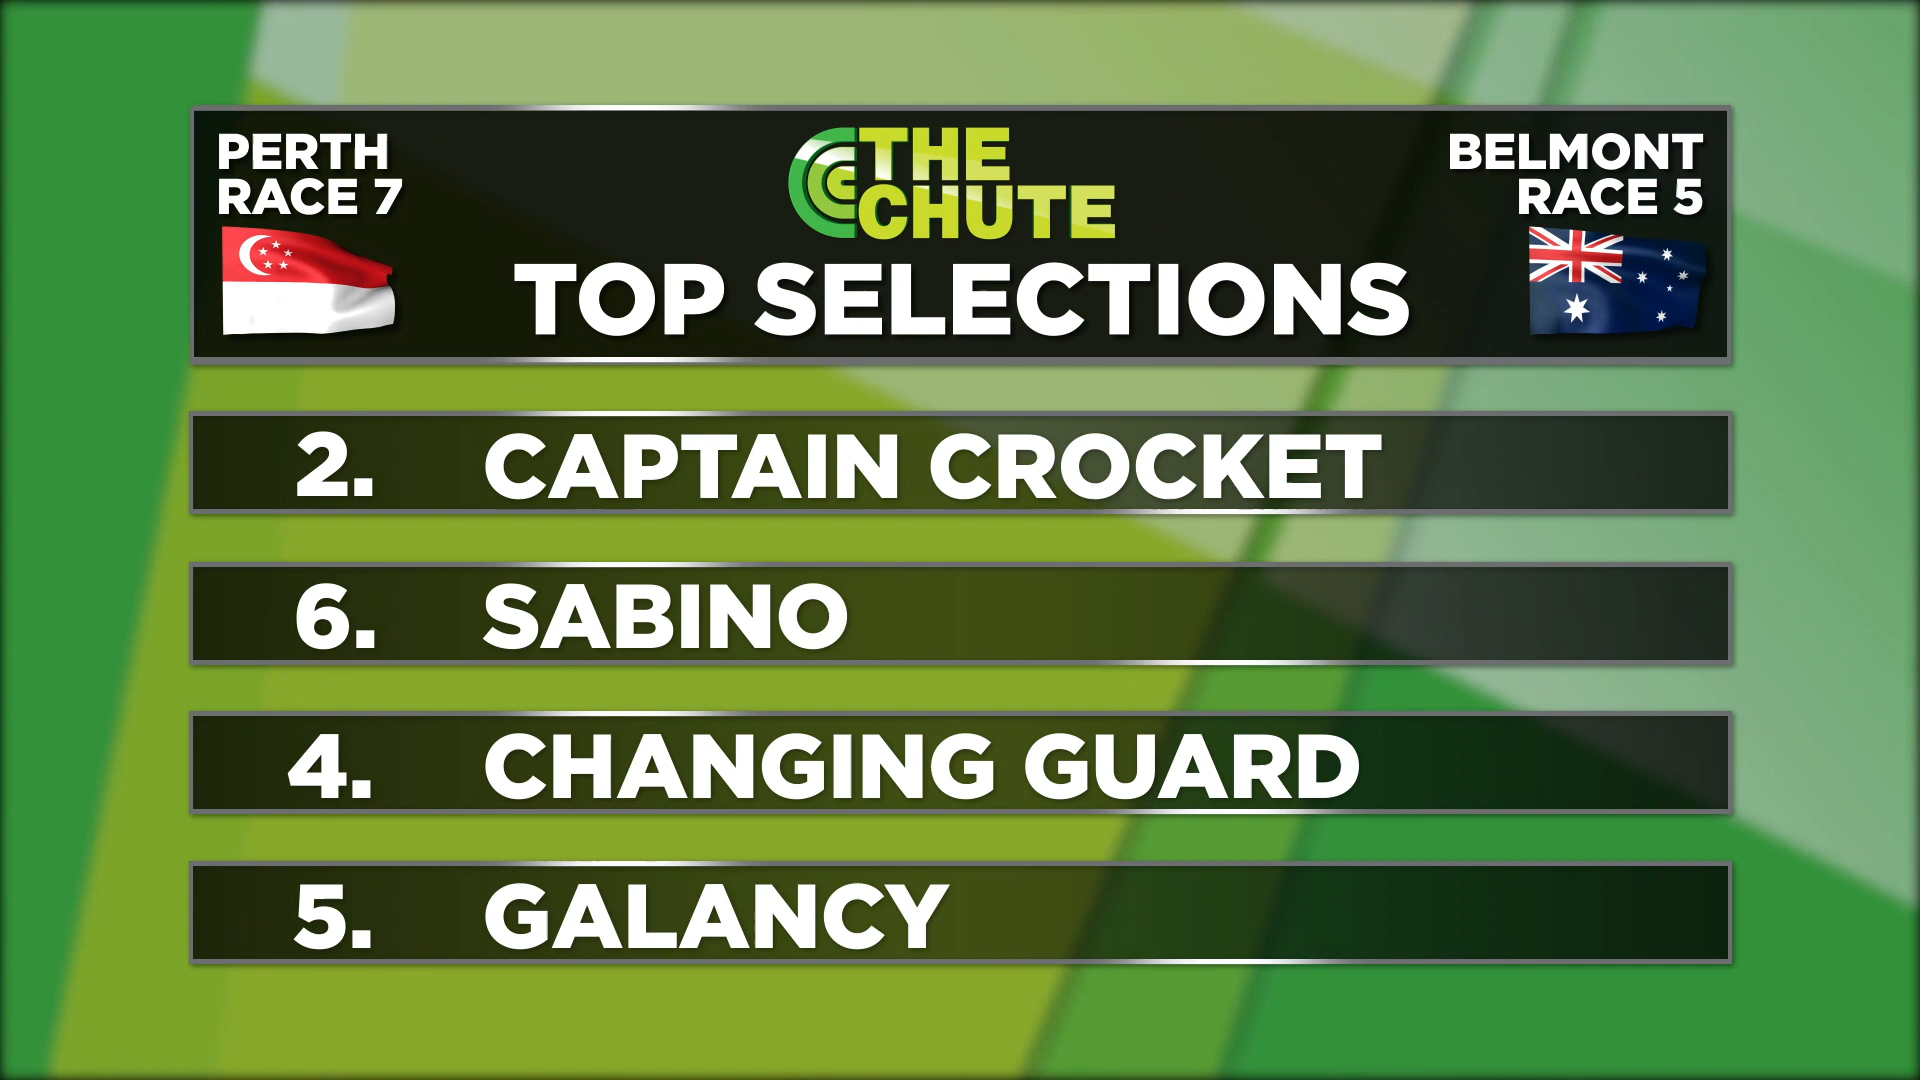 PERTH
RACE 7
THE
CHUTE
BELMONT
RACE 5
TOP SELECTIONS
2. CAPTAIN CROCKET
6. SABINO
4. CHANGING GUARD
5. GALANCY